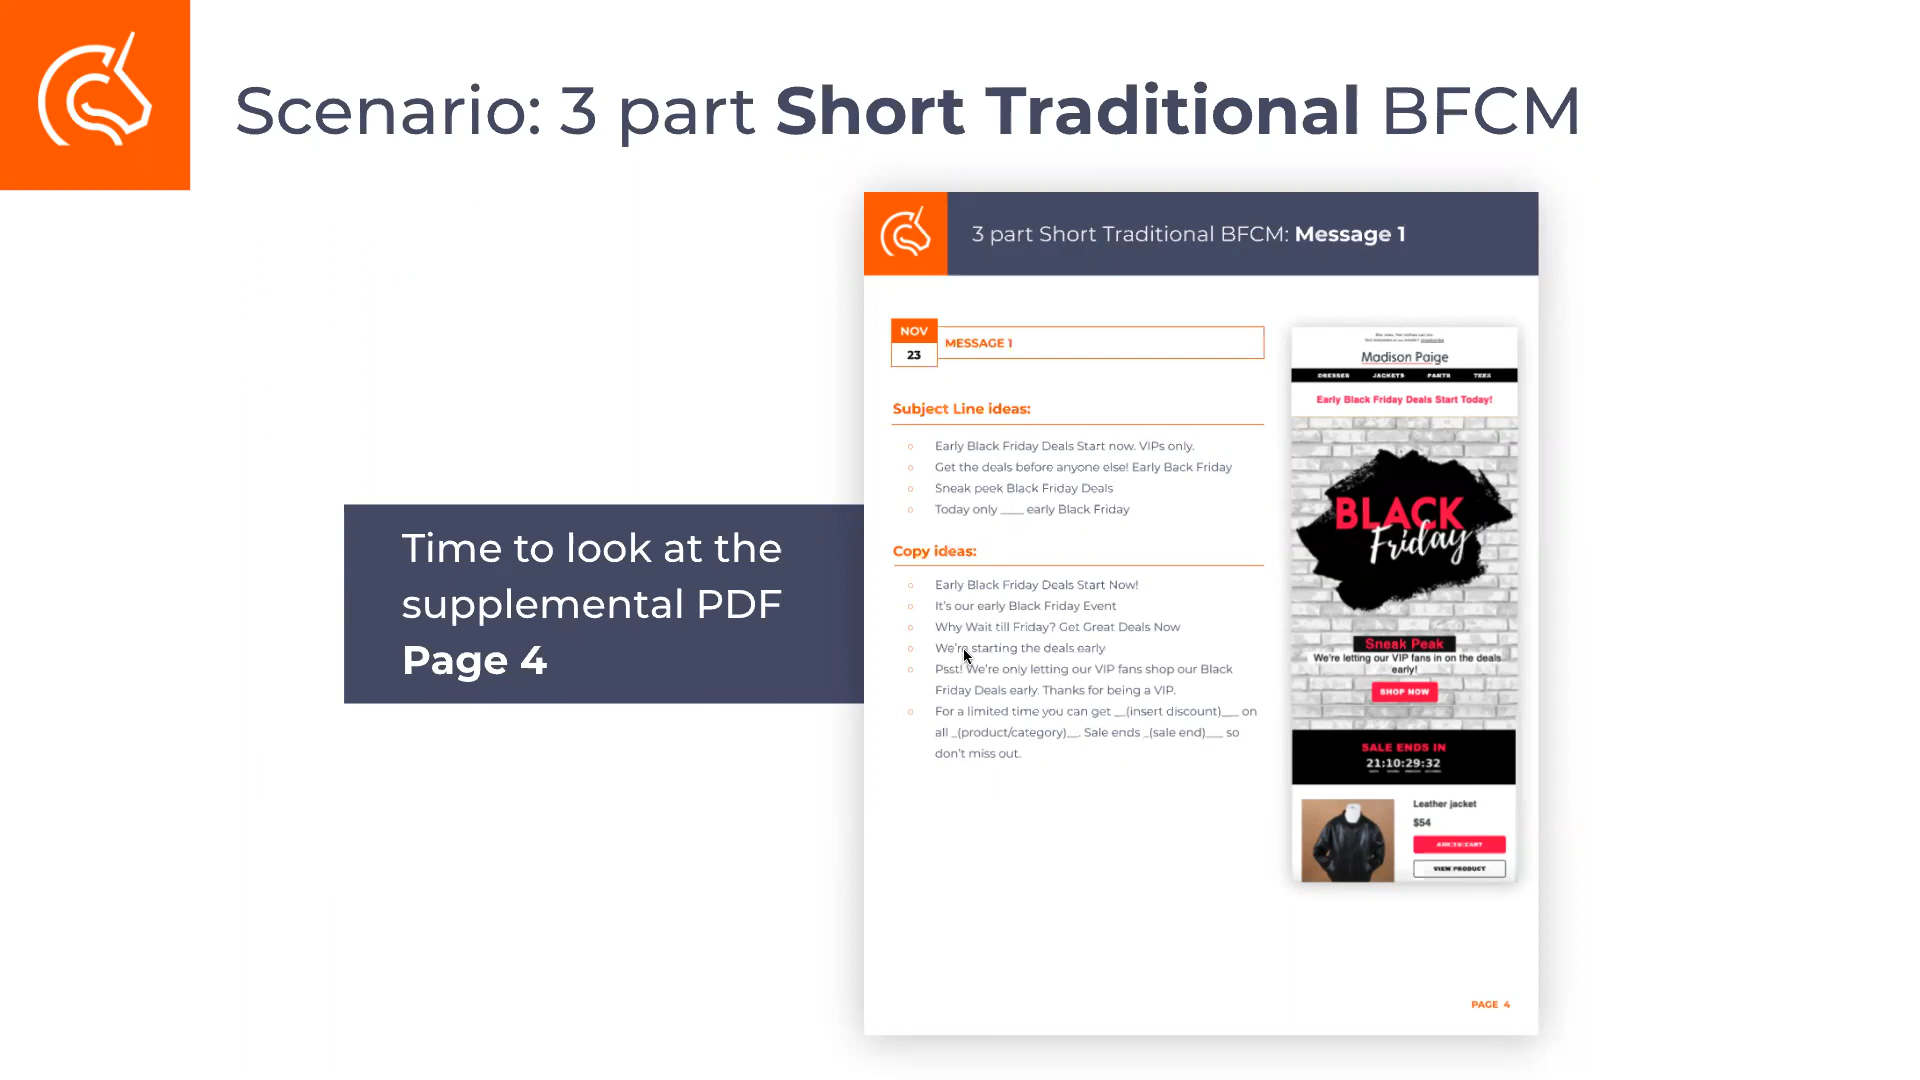 Scenario: 3 part Short Traditional BFCM
Time to look at the
supplemental PDF
Page 4
3 part Short Traditional BFCM: Message 1
NOV
23
MESSAGE 1
Subject Line ideas:
Early Black Friday Deals Start now. VIPs only.
Get the deals before anyone else! Early Back Friday
Sneak peek Black Friday Deals
Today only ____ early Black Friday
Copy ideas:
Early Black Friday Deals Start Now!
It's our early Black Friday Event
Why Wait till Friday? Get Great Deals Now
We're starting the deals early
Psst! We're only letting our VIP fans shop our Black
Friday Deals early. Thanks for being a VIP.
For a limited time you can get __(insert discount)___ on
all _(product/category)__. Sale ends _(sale end)___ so
don't miss out.
Madison Paige
DRESSES JACKETS PANTS TEES
Early Black Friday Deals Start Today!
BLACK
Friday
Sneak Peak
We're letting our VIP fans in on the deals
early!
SHOP NOW
SALE ENDS IN
21:10:29:32
Leather jacket
$54
ADD TO CART
VIEW PRODUCT
PAGE 4